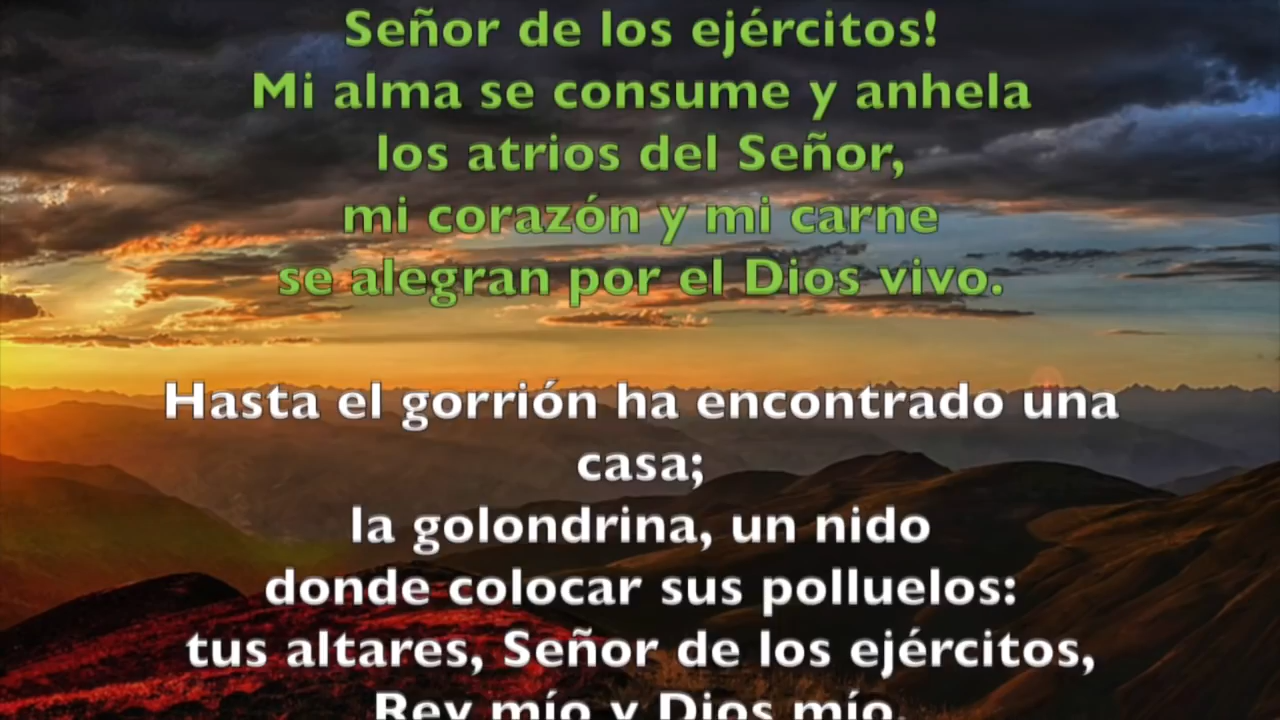 Señor de los ejércitos!
Mi alma se consume y anhela
los atrios del Señor,
mi corazón y mi carne
se alegran por el Dios vivo.
Hasta el gorrión ha encontrado una
casa;
la golondrina, un nido
donde colocar sus polluelos:
tus altares, Señor de los ejércitos,
Rey mío y Dios mío.